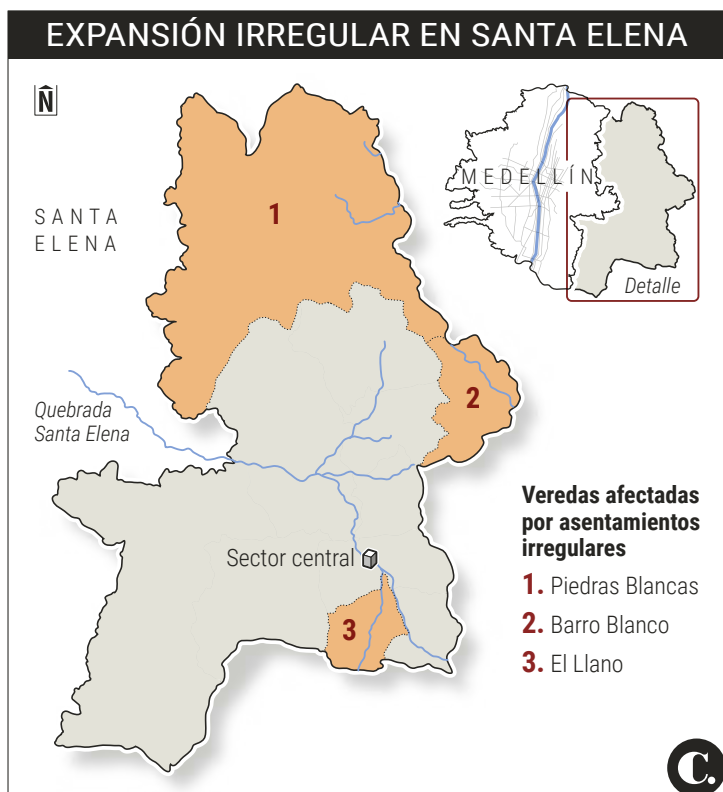 EXPANSIÓN IRREGULAR EN SANTA ELENA
N
SANTA
ELENA
1
MEDELLÍN
Detalle
Quebrada
Santa Elena
2
Veredas afectadas
por asentamientos
irregulares
1. Piedras Blancas
2. Barro Blanco
3. El Llano
Sector central
3
C.